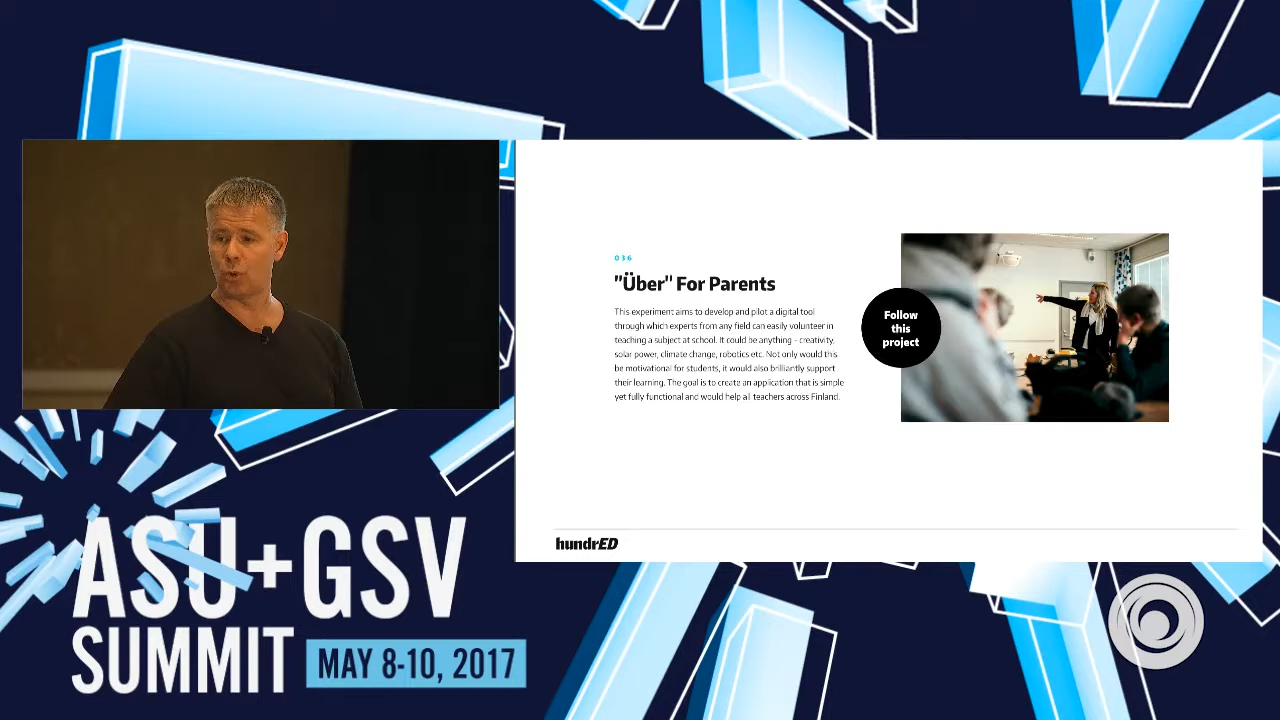 036
"Über" For Parents
This experiment aims to develop and pilot a digital tool
through which experts from any field can easily volunteer in
teaching a subject at school. It could be anything - creativity,
solar power, climate change, robotics etc. Not only would this
be motivational for students, it would also brilliantly support
their learning. The goal is to create an application that is simple
yet fully functional and would help all teachers across Finland.
Follow
this
project
hundrED
ASU+GSV
SUMMIT
MAY 8-10, 2017